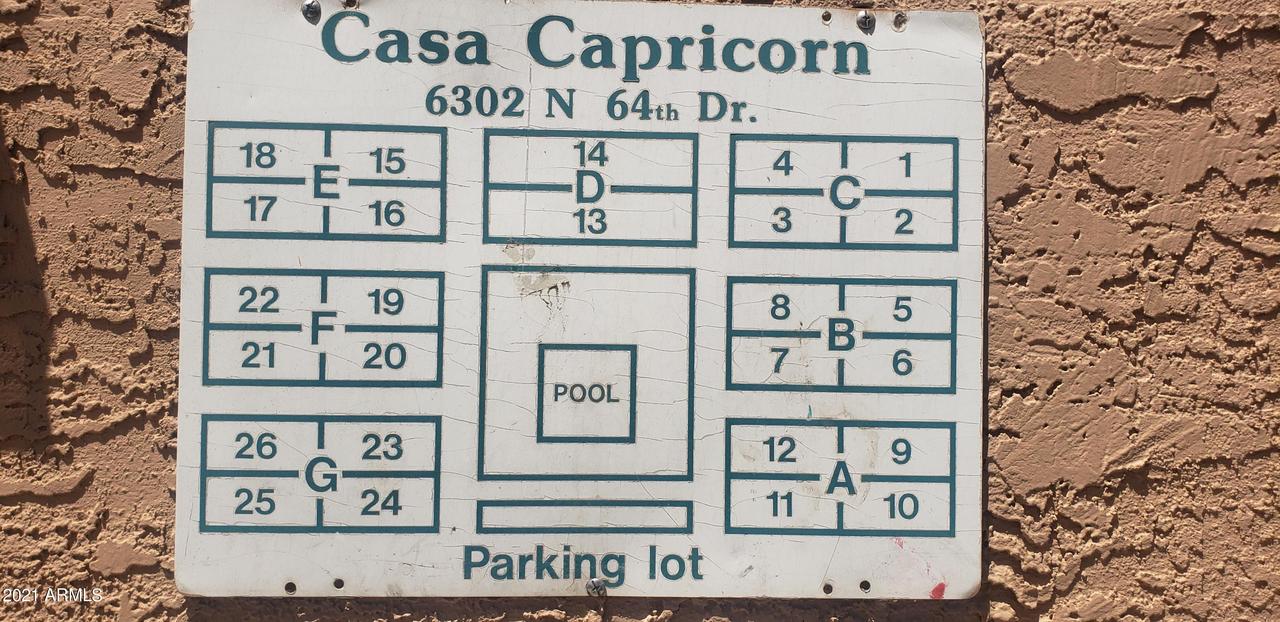 Casa Capricorn
6302 N 64th Dr.
18 15
E
17 16
14
D
13
4 1
C
3 2
22 19
F
21 20
POOL
8 5
B
7 6
26 23
G
25 24
12 9
A
11 10
Parking lot
2021 ARMLS